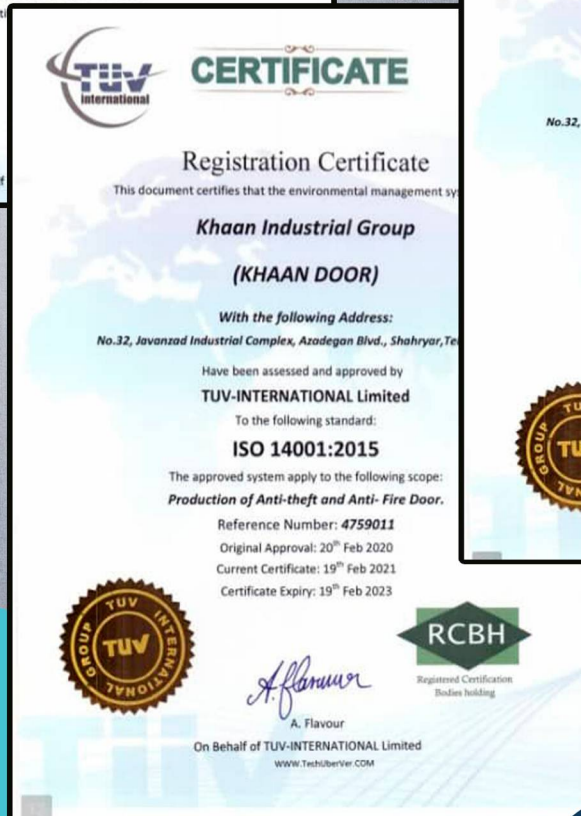 TÜV
international
CERTIFICATE
Registration Certificate
This document certifies that the environmental management sy
Khaan Industrial Group
(KHAAN DOOR)
With the following Address:
No.32, Javanzad Industrial Complex, Azadegan Blvd., Shahryar, Te
Have been assessed and approved by
TUV-INTERNATIONAL Limited
To the following standard:
ISO 14001:2015
The approved system apply to the following scope:
Production of Anti-theft and Anti- Fire Door.
Reference Number: 4759011
Original Approval: 20th Feb 2020
Current Certificate: 19th Feb 2021
Certificate Expiry: 19th Feb 2023
TUV INTERNATIONAL GROUP
TUV
RCBH
Registered Certification
Bodies holding
A. Flavour
On Behalf of TUV-INTERNATIONAL Limited
WWW.TechUberVer.COM
No.32,
GROUP